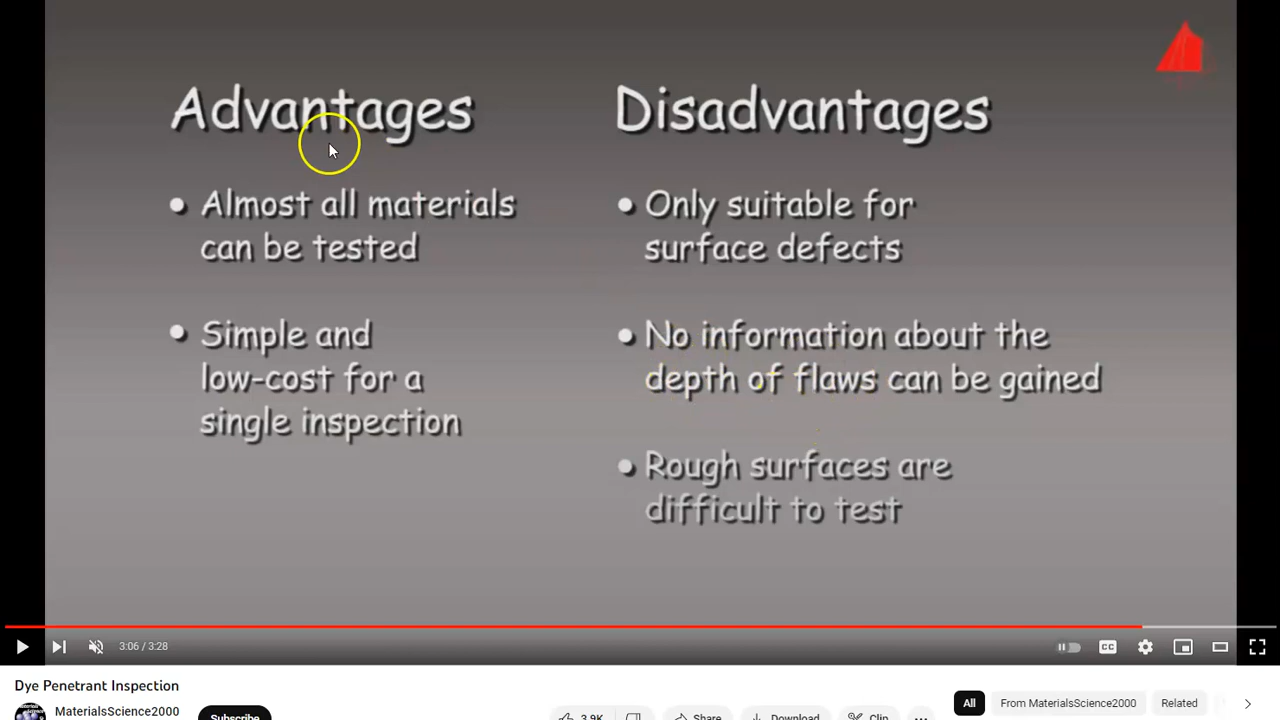 Advantages
• Almost all materials
can be tested
• Simple and
low-cost for a
single inspection
Disadvantages
• Only suitable for
surface defects
• No information about the
depth of flaws can be gained
• Rough surfaces are
difficult to test
3:06 / 3:28
CC
Dye Penetrant Inspection
MaterialsScience2000
Subscribe
3.9K
Share
Download
Clip
All
From MaterialsScience2000
Related